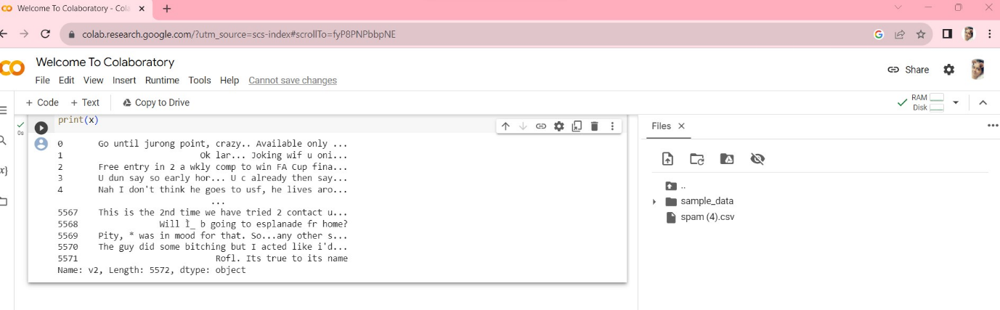 Welcome To Colaboratory - Cola
colab.research.google.com/?utm_source=scs-index#scrollTo=fyP8PNPbbpNE
Welcome To Colaboratory
File Edit View Insert Runtime Tools Help Cannot save changes
Share
+ Code + Text Copy to Drive
RAM
Disk
print(x)
0s
0 Go until jurong point, crazy.. Available only ...
1 Ok lar... Joking wif u oni...
2 Free entry in 2 a wkly comp to win FA Cup fina...
3 U dun say so early hor... U c already then say...
4 Nah I don't think he goes to usf, he lives aro...
...
5567 This is the 2nd time we have tried 2 contact u...
5568 Will Ì_ b going to esplanade fr home?
5569 Pity, * was in mood for that. So...any other s...
5570 The guy did some bitching but I acted like i'd...
5571 Rofl. Its true to its name
Name: v2, Length: 5572, dtype: object
Files
..
sample_data
spam (4).csv